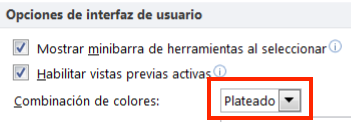 Opciones de interfaz de usuario
Mostrar minibarra de herramientas al seleccionar
Habilitar vistas previas activas
Combinación de colores: Plateado